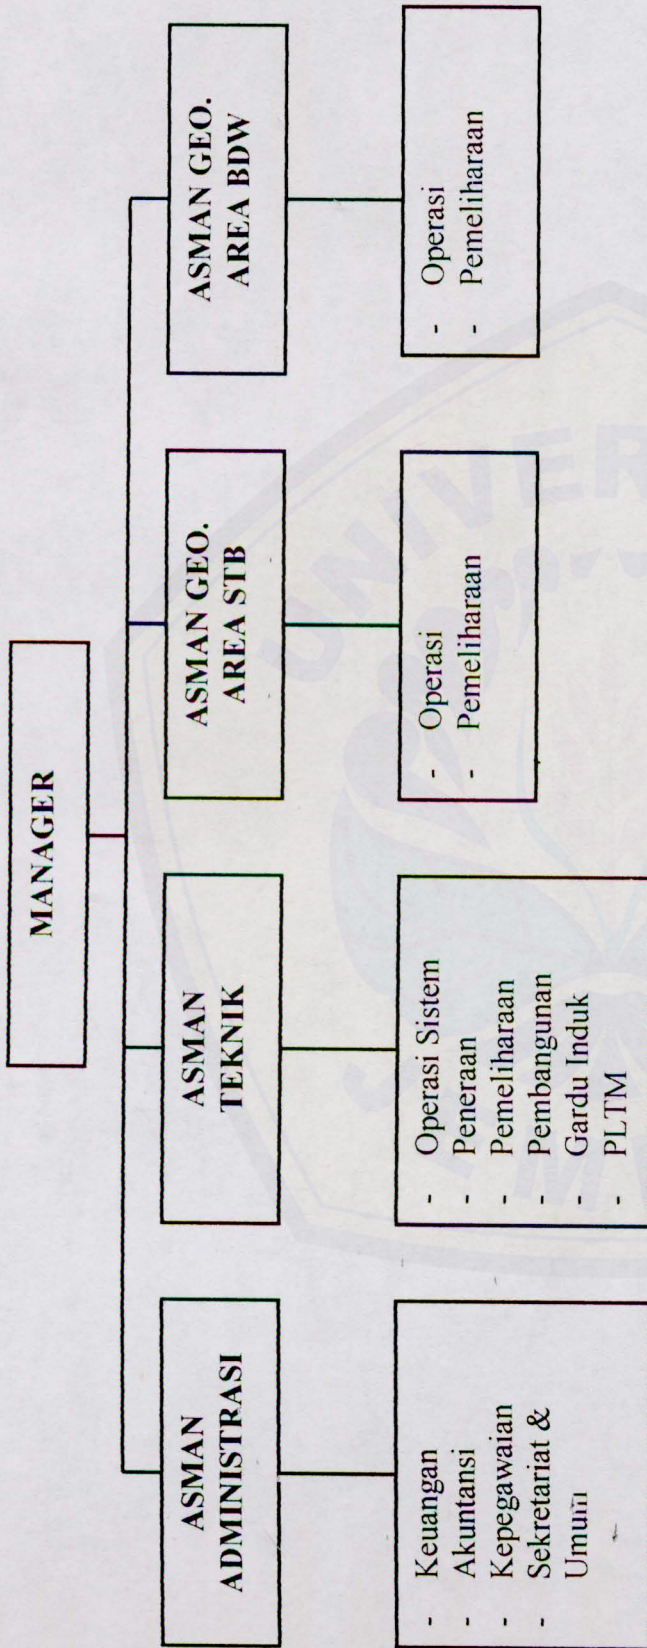 MANAGER
ASMAN
ADMINISTRASI
ASMAN
TEKNIK
ASMAN GEO.
AREA STB
ASMAN GEO.
AREA BDW
- Keuangan
- Akuntansi
- Kepegawaian
- Sekretariat &
Umum
- Operasi Sistem
- Peneraan
- Pemeliharaan
- Pembangunan
- Gardu Induk
- PLTM
- Operasi
- Pemeliharaan
- Operasi
- Pemeliharaan
UNIVER